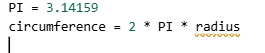 PI = 3.14159
circumference = 2 * PI * radius